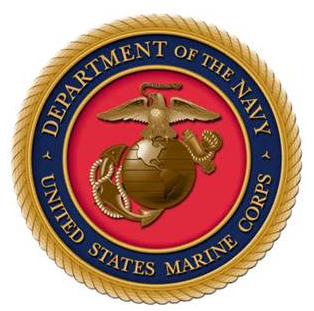 DEPARTMENT OF THE NAVY
UNITED STATES MARINE CORPS